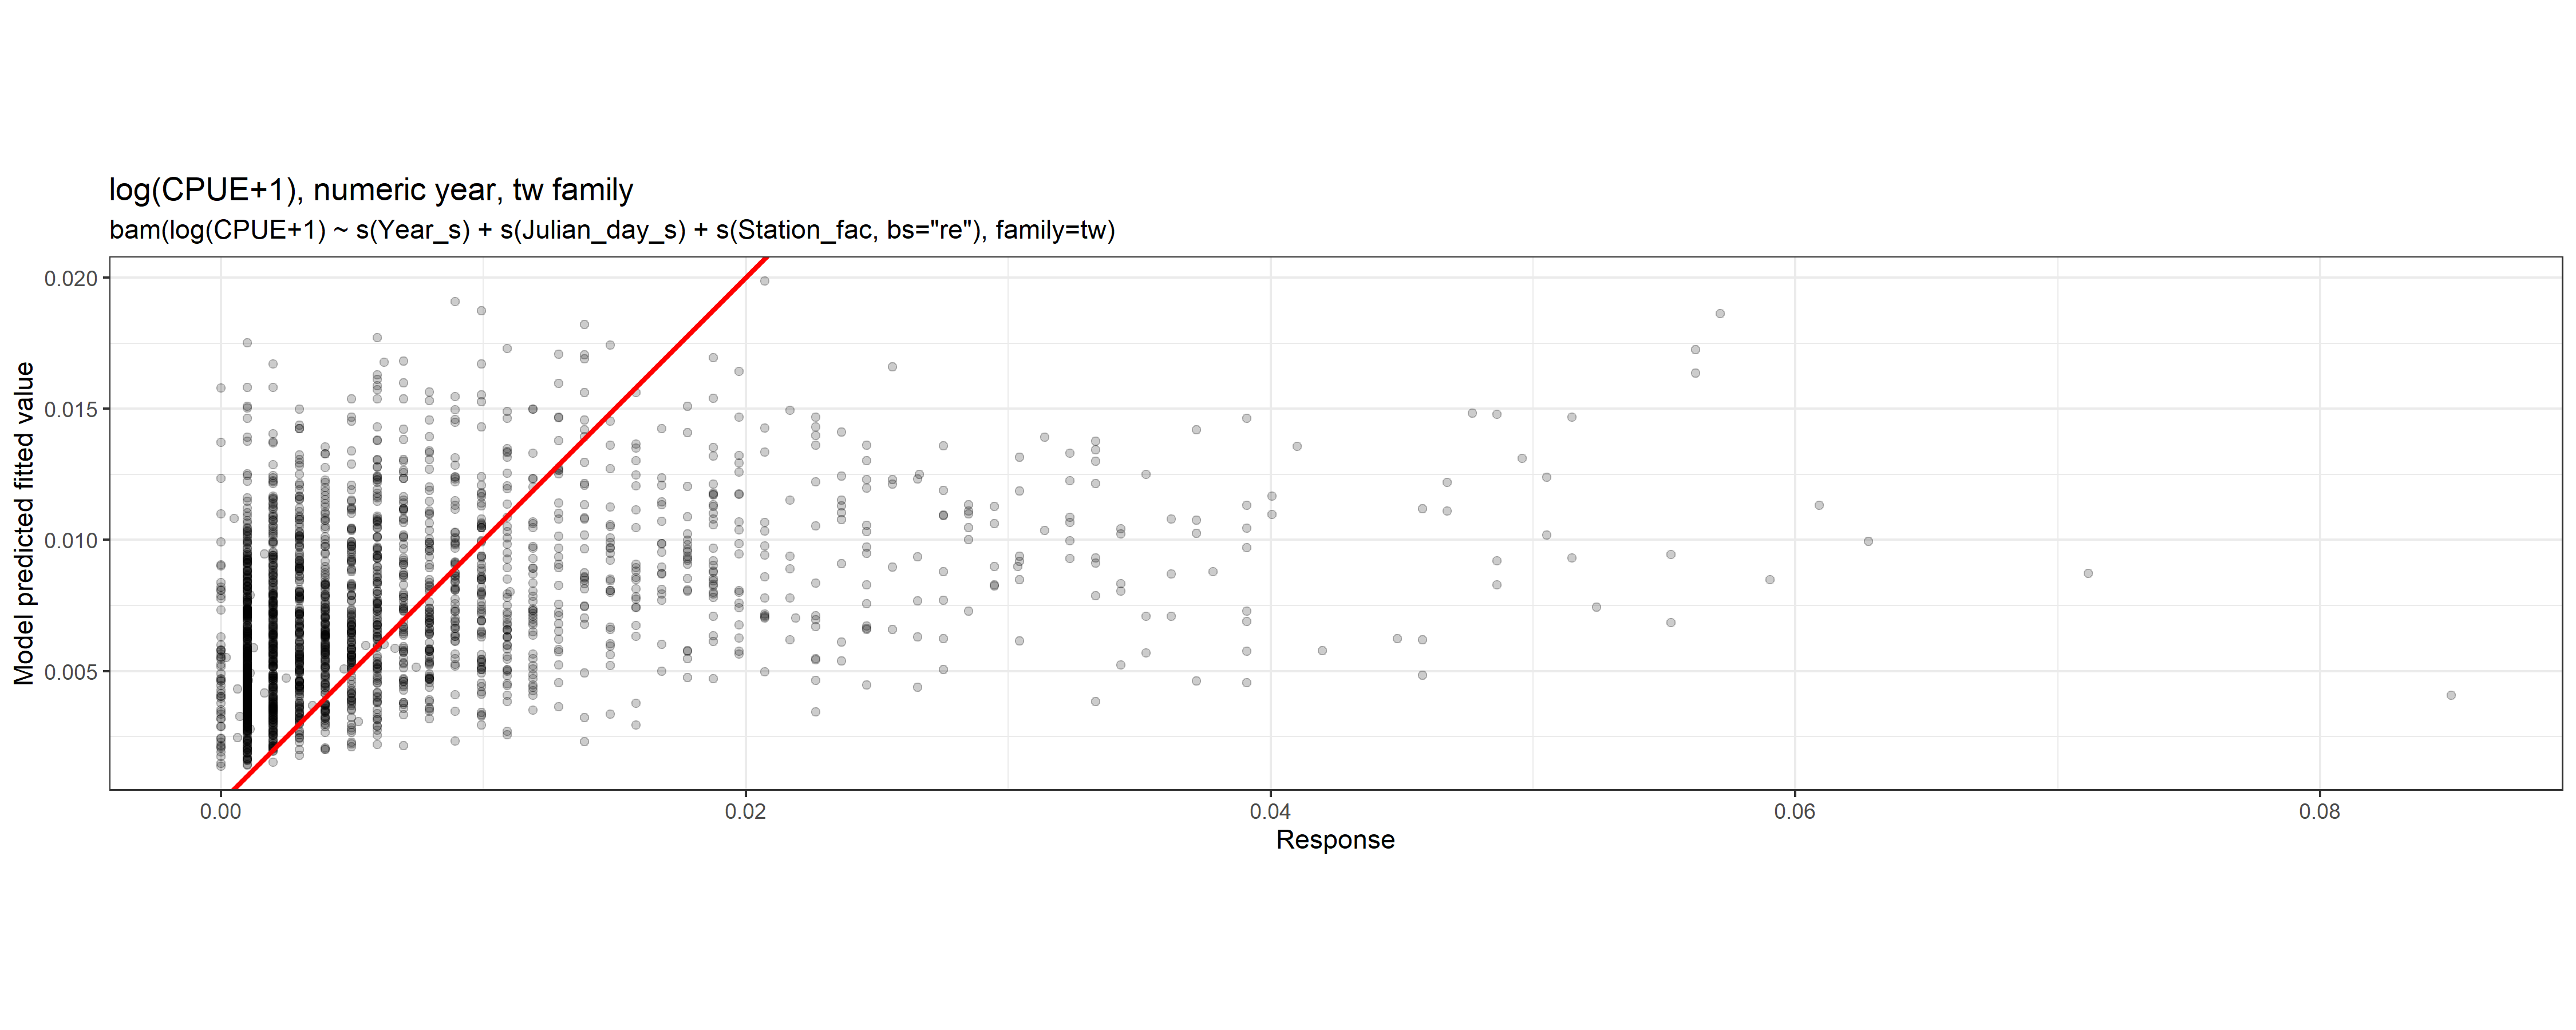 log(CPUE+1), numeric year, tw family
bam(log(CPUE+1) ~ s(Year_s) + s(Julian_day_s) + s(Station_fac, bs="re"), family=tw)
Model predicted fitted value
0.020
0.015
0.010
0.005
0.00 0.02 0.04 0.06 0.08
Response